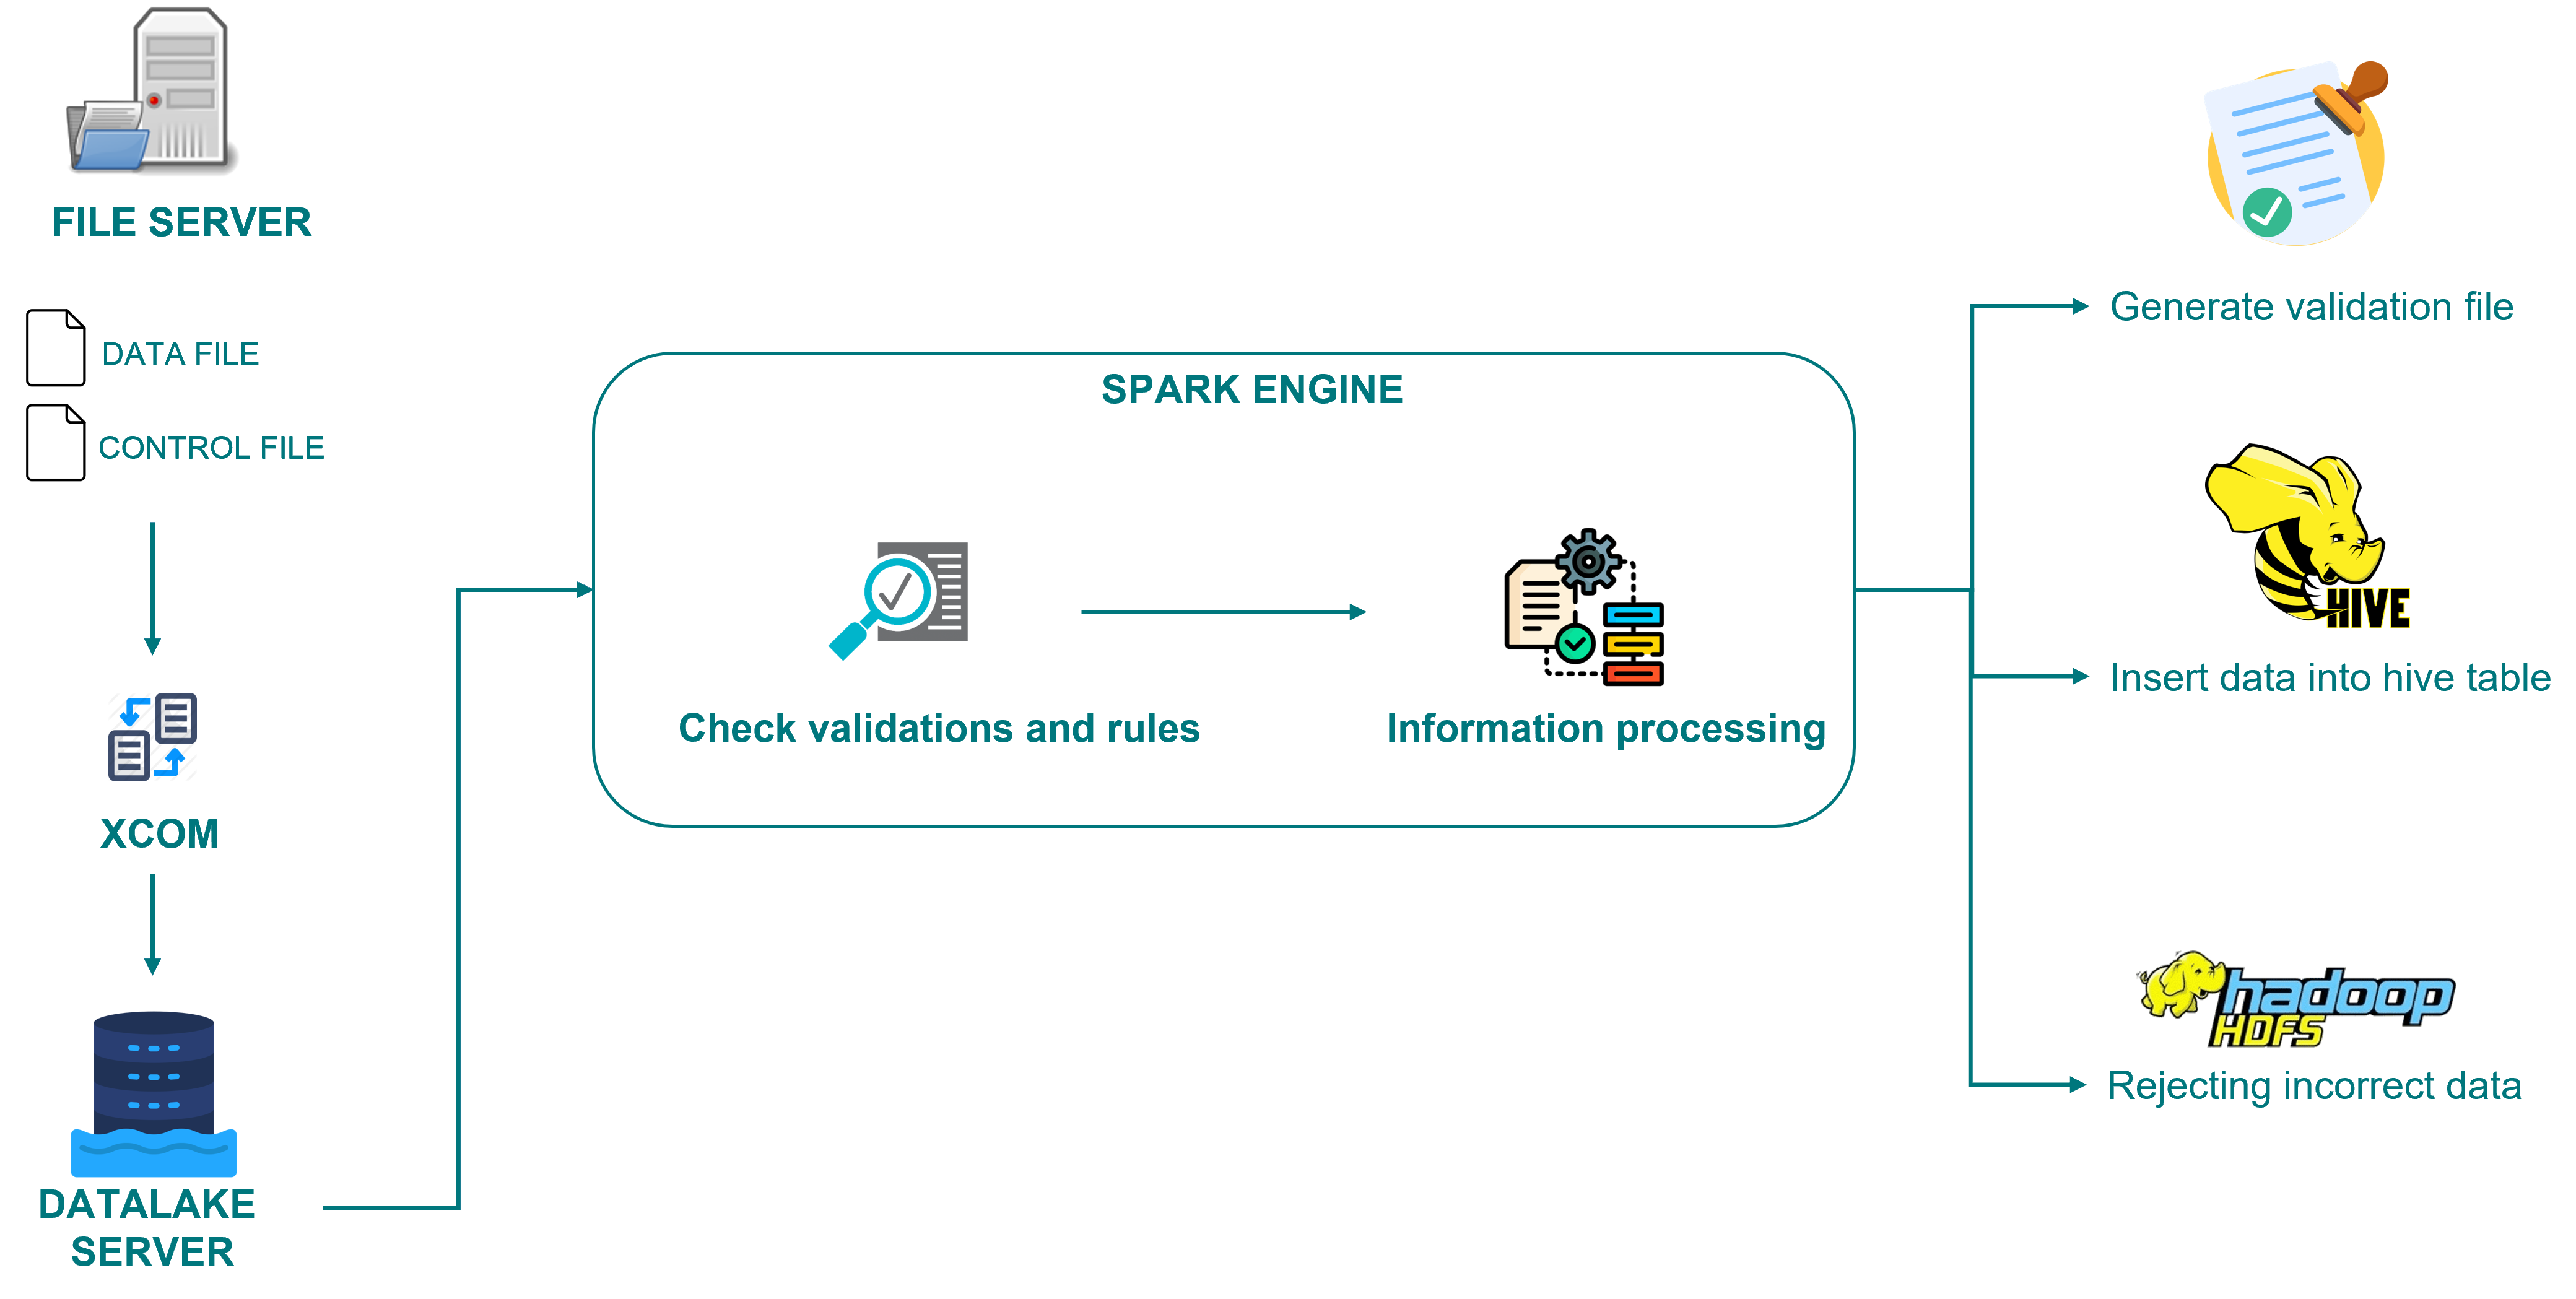 FILE SERVER
DATA FILE
CONTROL FILE
XCOM
DATALAKE
SERVER
SPARK ENGINE
Check validations and rules
Information processing
Generate validation file
HIVE
Insert data into hive table
hadoop
HDFS
Rejecting incorrect data